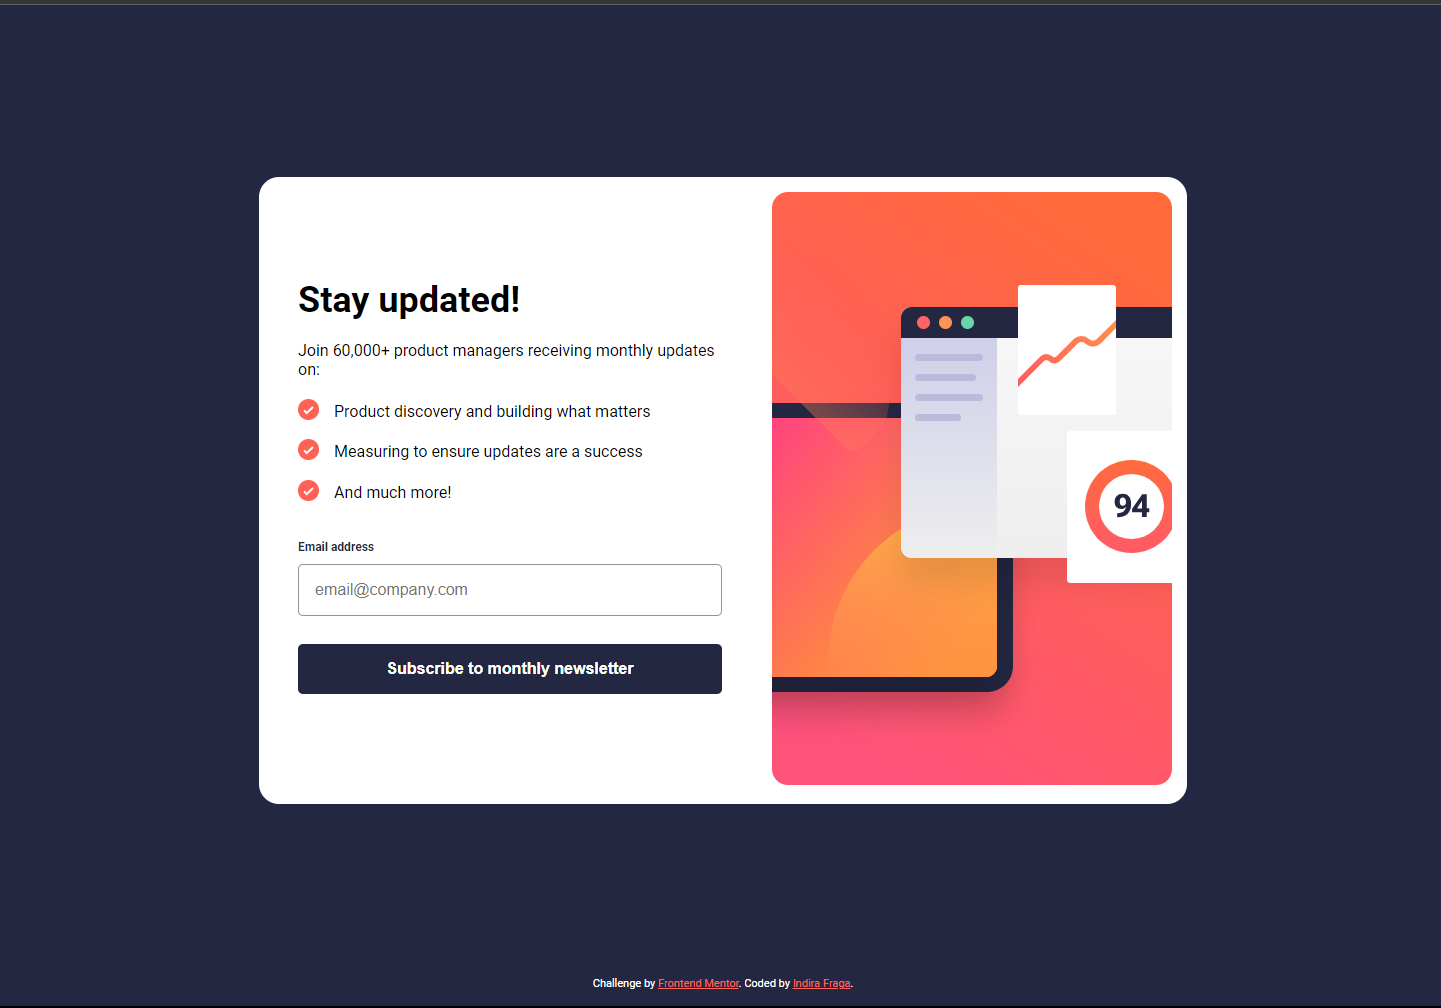 Stay updated!
Join 60,000+ product managers receiving monthly updates
on:
Product discovery and building what matters
Measuring to ensure updates are a success
And much more!
Email address
email@company.com
Subscribe to monthly newsletter
94
Challenge by Frontend Mentor. Coded by Indira Fraga.